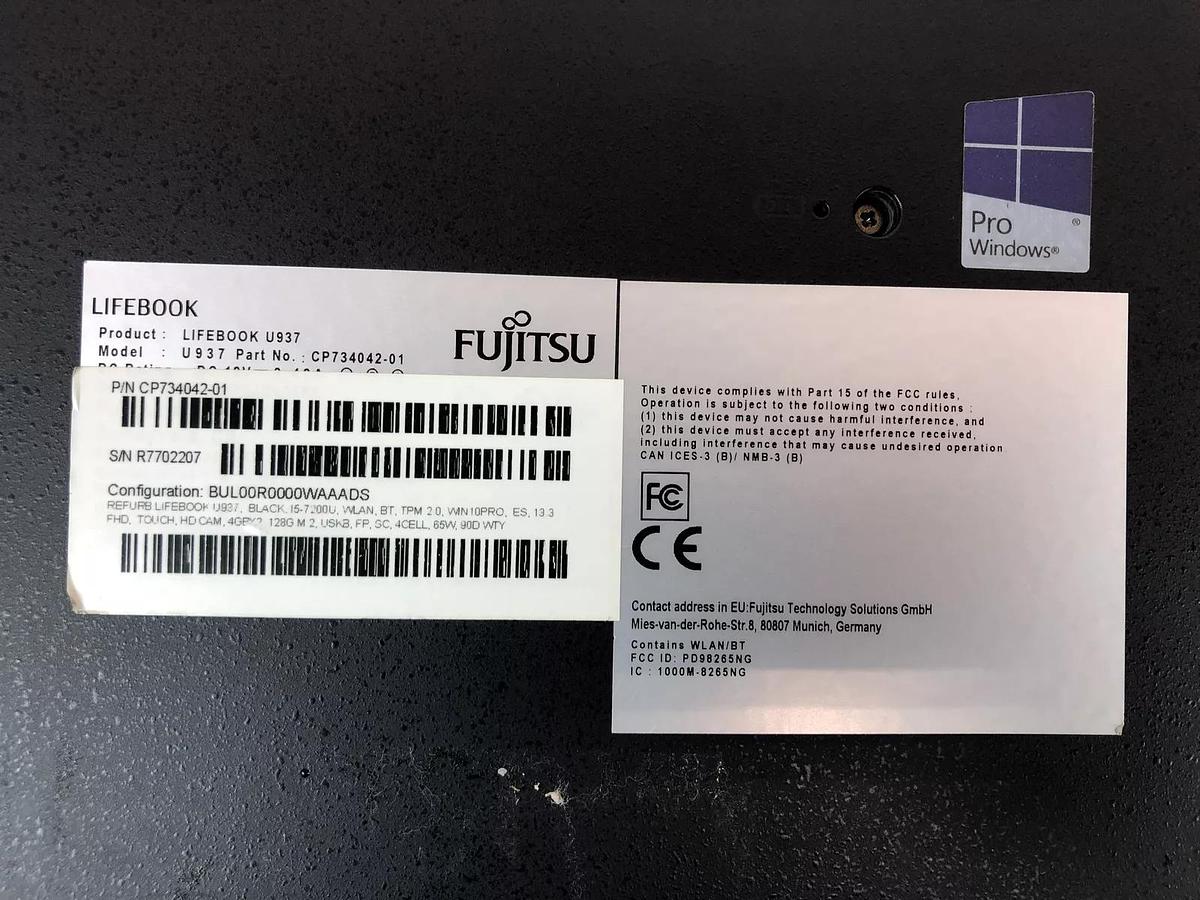 Pro ®
Windows®
LIFEBOOK
Product : LIFEBOOK U937
Model : U937 Part No. : CP734042-01
FUJITSU
P/N CP734042-01
S/N R7702207
Configuration: BUL00R0000WAAADS
REFURB LIFEBOOK U937, BLACK, I5-7200U, WLAN, BT, TPM 2.0, WIN10PRO, ES, 13.3
FHD, TOUCH, HD CAM, 4GBX2, 128G M.2, USKB, FP, SC, 4CELL, 65W, 90D WTY
This device complies with Part 15 of the FCC rules,
Operation is subject to the following two conditions :
(1) this device may not cause harmful interference, and
(2) this device must accept any interference received,
including interference that may cause undesired operation
CAN ICES-3 (B)/ NMB-3 (B)
FC
CE
Contact address in EU:Fujitsu Technology Solutions GmbH
Mies-van-der-Rohe-Str.8, 80807 Munich, Germany
Contains WLAN/BT
FCC ID: PD98265NG
IC : 1000M-8265NG